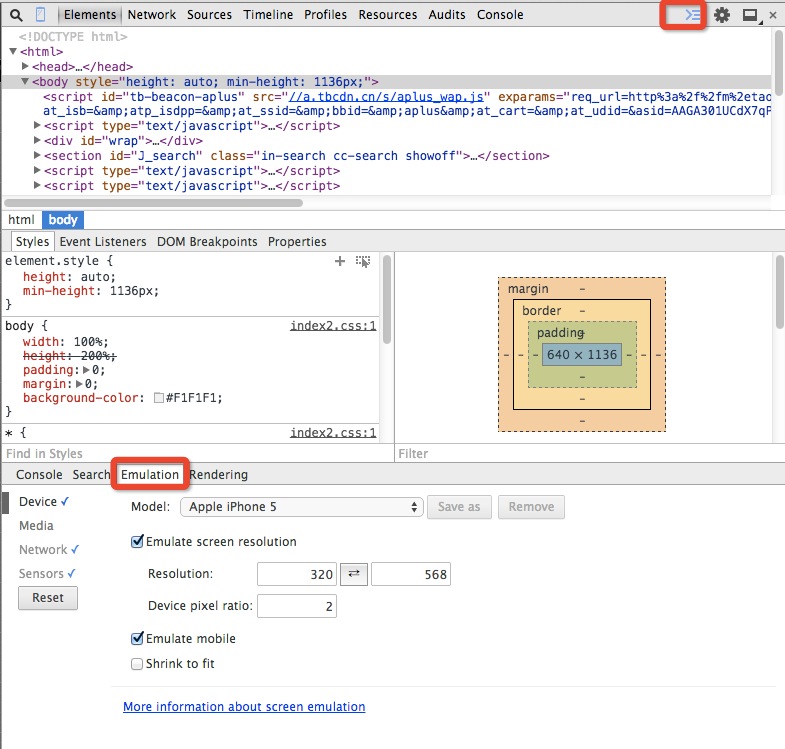 Elements Network Sources Timeline Profiles Resources Audits Console
<!DOCTYPE html>
▼<html>
▶<head>…</head>
▼<body style="height: auto; min-height: 1136px;">
<script id="tb-beacon-aplus" src="//a.tbcdn.cn/s/aplus_wap.js" exparams="req_url=http%3a%2f%2fm%2etao
at_isb=&amp;atp_isdpp=&amp;at_ssid=&amp;bbid=&amp;aplus&amp;at_cart=&amp;at_udid=&asid=AAGA301UCdX7qF
▶<script type="text/javascript">…</script>
▶<div id="wrap">…</div>
▶<section id="J_search" class="in-search cc-search showoff">…</section>
▶<script type="text/javascript">…</script>
▶<script type="text/javascript">…</script>
html body
Styles Event Listeners DOM Breakpoints Properties
element.style {
height: auto;
min-height: 1136px;
}
body { index2.css:1
width: 100%;
height: 200%;
padding:▶0;
margin:▶0;
background-color: #F1F1F1;
}
* { index2.css:1
Find in Styles
margin -
border -
padding-
- - - 640 × 1136 - - -
-
-
-
Filter
Console Search Emulation Rendering
Device ✓
Media
Network ✓
Sensors ✓
Reset
Model: Apple iPhone 5 Save as Remove
Emulate screen resolution
Resolution: 320 ⇄ 568
Device pixel ratio: 2
Emulate mobile
Shrink to fit
More information about screen emulation